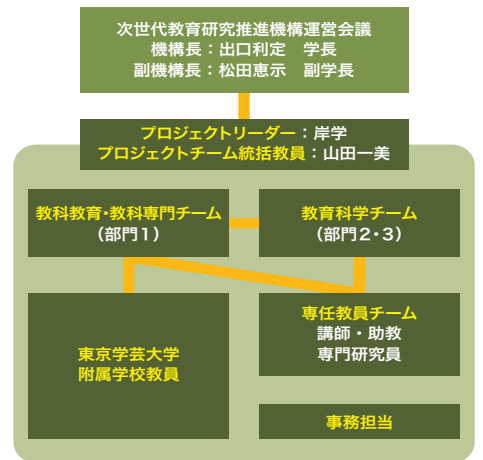 次世代教育研究推進機構運営会議
機構長：出口利定　学長
副機構長：松田恵示　副学長
プロジェクトリーダー：岸学
プロジェクトチーム統括教員：山田一美
教科教育・教科専門チーム
（部門1）
教育科学チーム
（部門2・3）
東京学芸大学
附属学校教員
専任教員チーム
講師・助教
専門研究員
事務担当